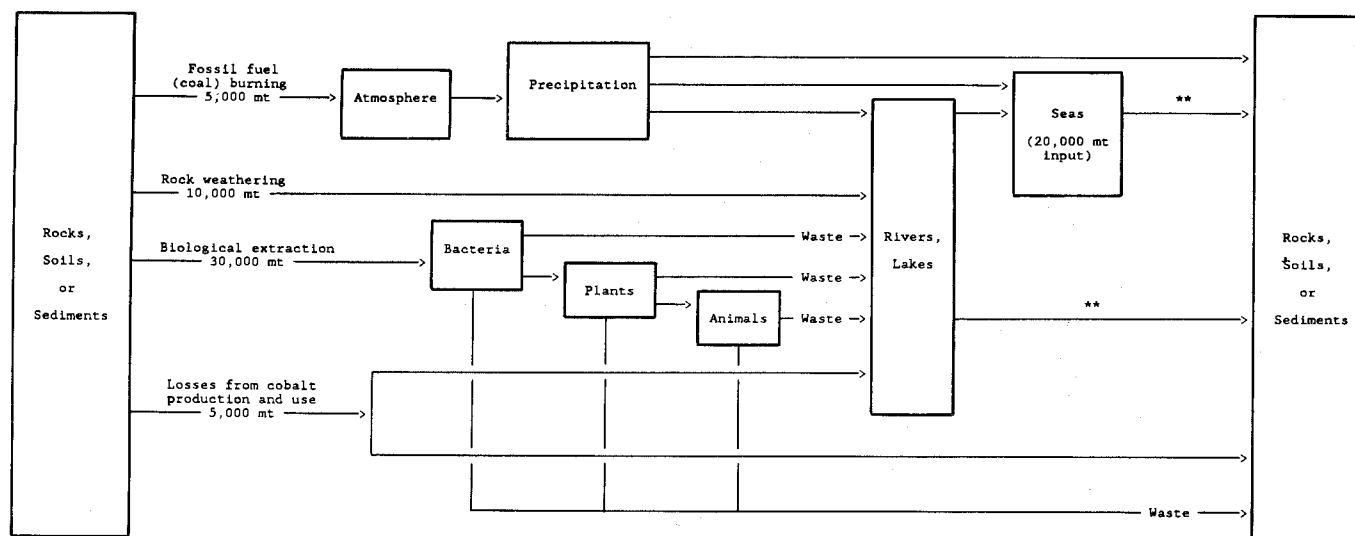 Fossil fuel
(coal) burning
5,000 mt
Atmosphere
Precipitation
Seas
(20,000 mt
input)
**
Rock weathering
10,000 mt
Rocks,
Soils,
or
Sediments
Biological extraction
30,000 mt
Bacteria
Waste
Plants
Waste
Animals
Waste
Rivers,
Lakes
**
Rocks,
Soils,
or
Sediments
Losses from cobalt
production and use
5,000 mt
Waste